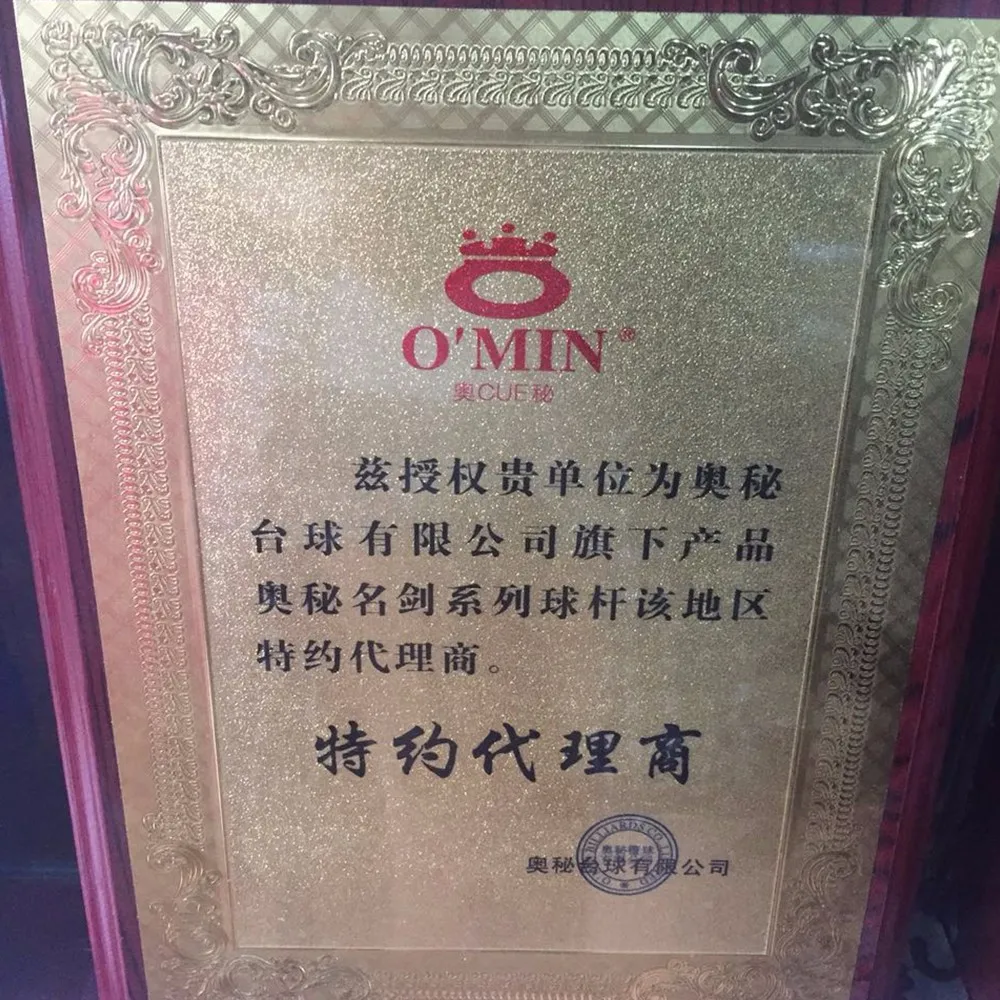 O'MIN®
奥CUE秘
兹授权贵单位为奥秘
台球有限公司旗下产品
奥秘名剑系列球杆该地区
特约代理商。
特约代理商
奥秘台球有限公司